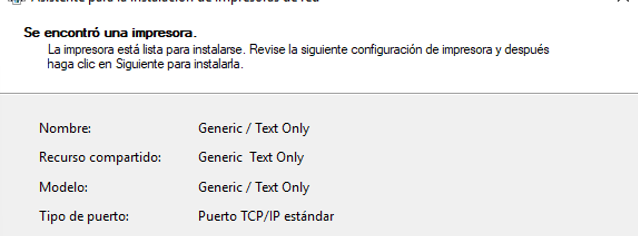 Asistente para la instalación de impresoras de red
Se encontró una impresora.
La impresora está lista para instalarse. Revise la siguiente configuración de impresora y después
haga clic en Siguiente para instalarla.
Nombre: Generic / Text Only
Recurso compartido: Generic  Text Only
Modelo: Generic / Text Only
Tipo de puerto: Puerto TCP/IP estándar